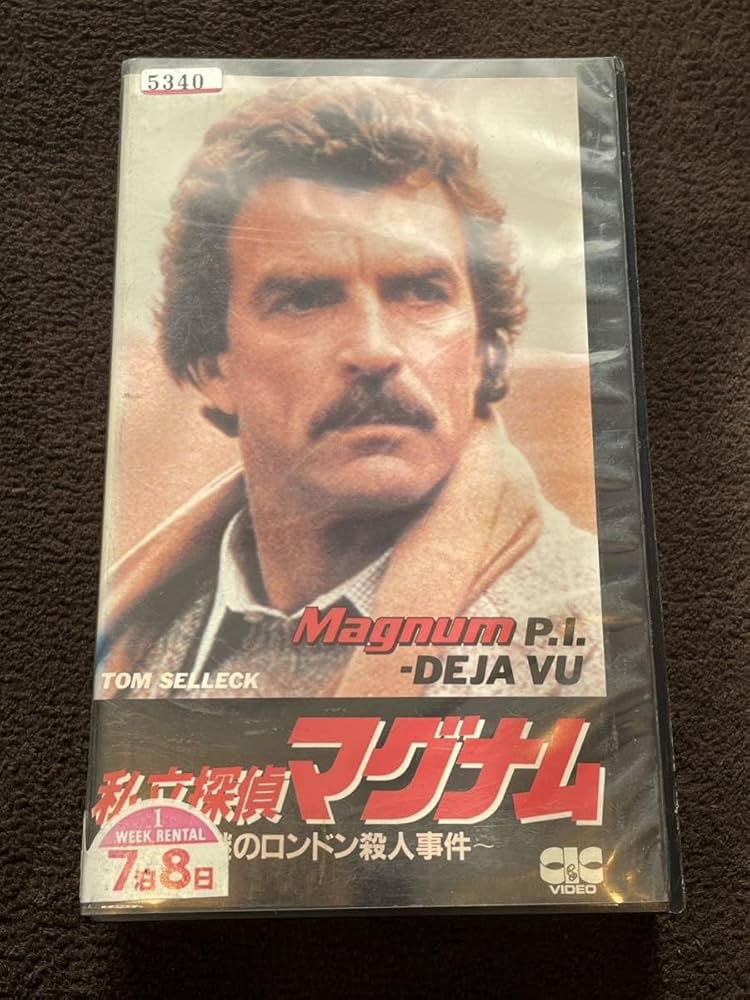 5340
Magnum P.I.
-DEJA VU
TOM SELLECK
私立探偵マグナム
のロンドン殺人事件～
1
WEEK RENTAL
7泊8日
CIC
VIDEO